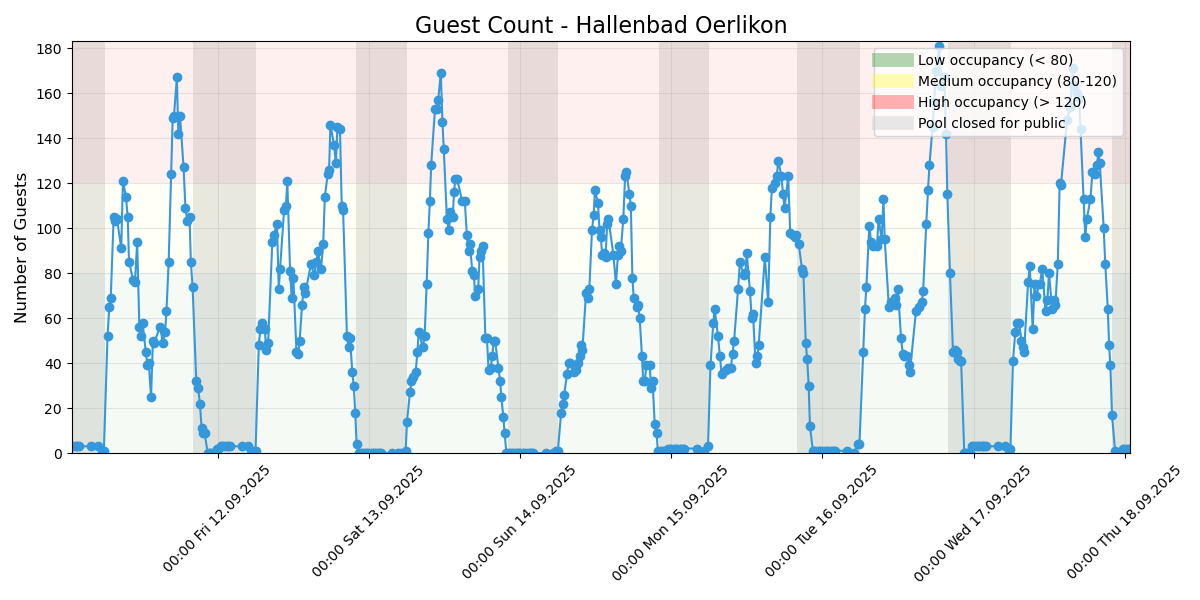 Guest Count - Hallenbad Oerlikon
Number of Guests
180
160
140
120
100
80
60
40
20
0
Low occupancy (< 80)
Medium occupancy (80-120)
High occupancy (> 120)
Pool closed for public
00:00 Fri 12.09.2025
00:00 Sat 13.09.2025
00:00 Sun 14.09.2025
00:00 Mon 15.09.2025
00:00 Tue 16.09.2025
00:00 Wed 17.09.2025
00:00 Thu 18.09.2025